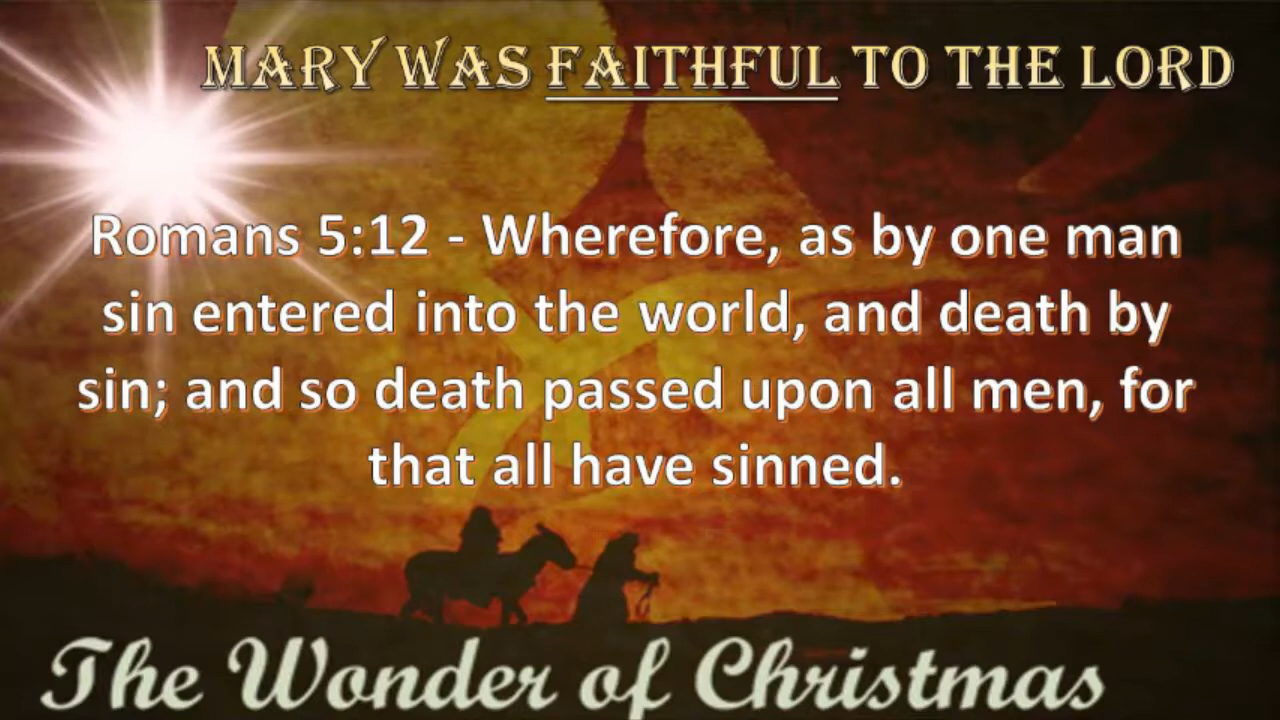 MARY WAS FAITHFUL TO THE LORD
Romans 5:12 - Wherefore, as by one man
sin entered into the world, and death by
sin; and so death passed upon all men, for
that all have sinned.
The Wonder of Christmas